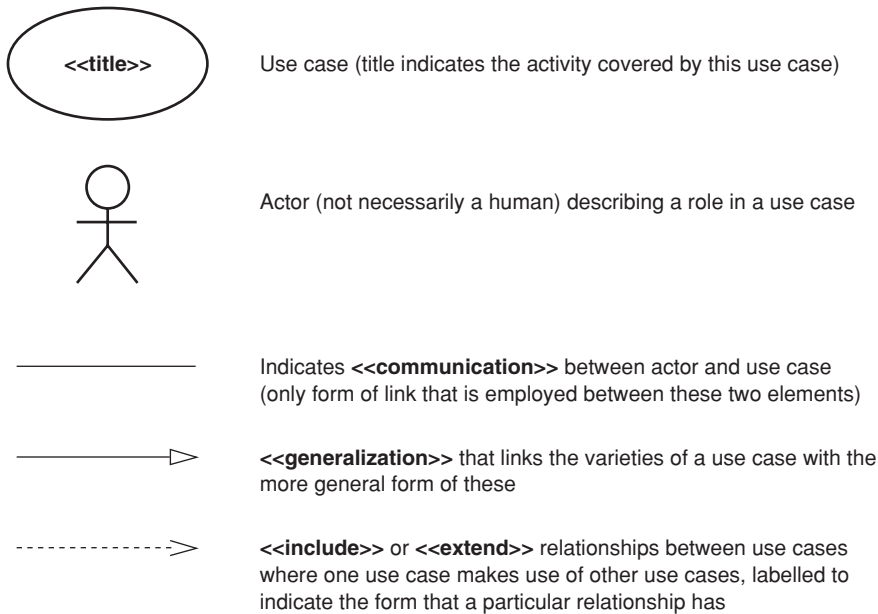 <<title>>
Use case (title indicates the activity covered by this use case)
Actor (not necessarily a human) describing a role in a use case
Indicates <<communication>> between actor and use case
(only form of link that is employed between these two elements)
<<generalization>> that links the varieties of a use case with the
more general form of these
<<include>> or <<extend>> relationships between use cases
where one use case makes use of other use cases, labelled to
indicate the form that a particular relationship has